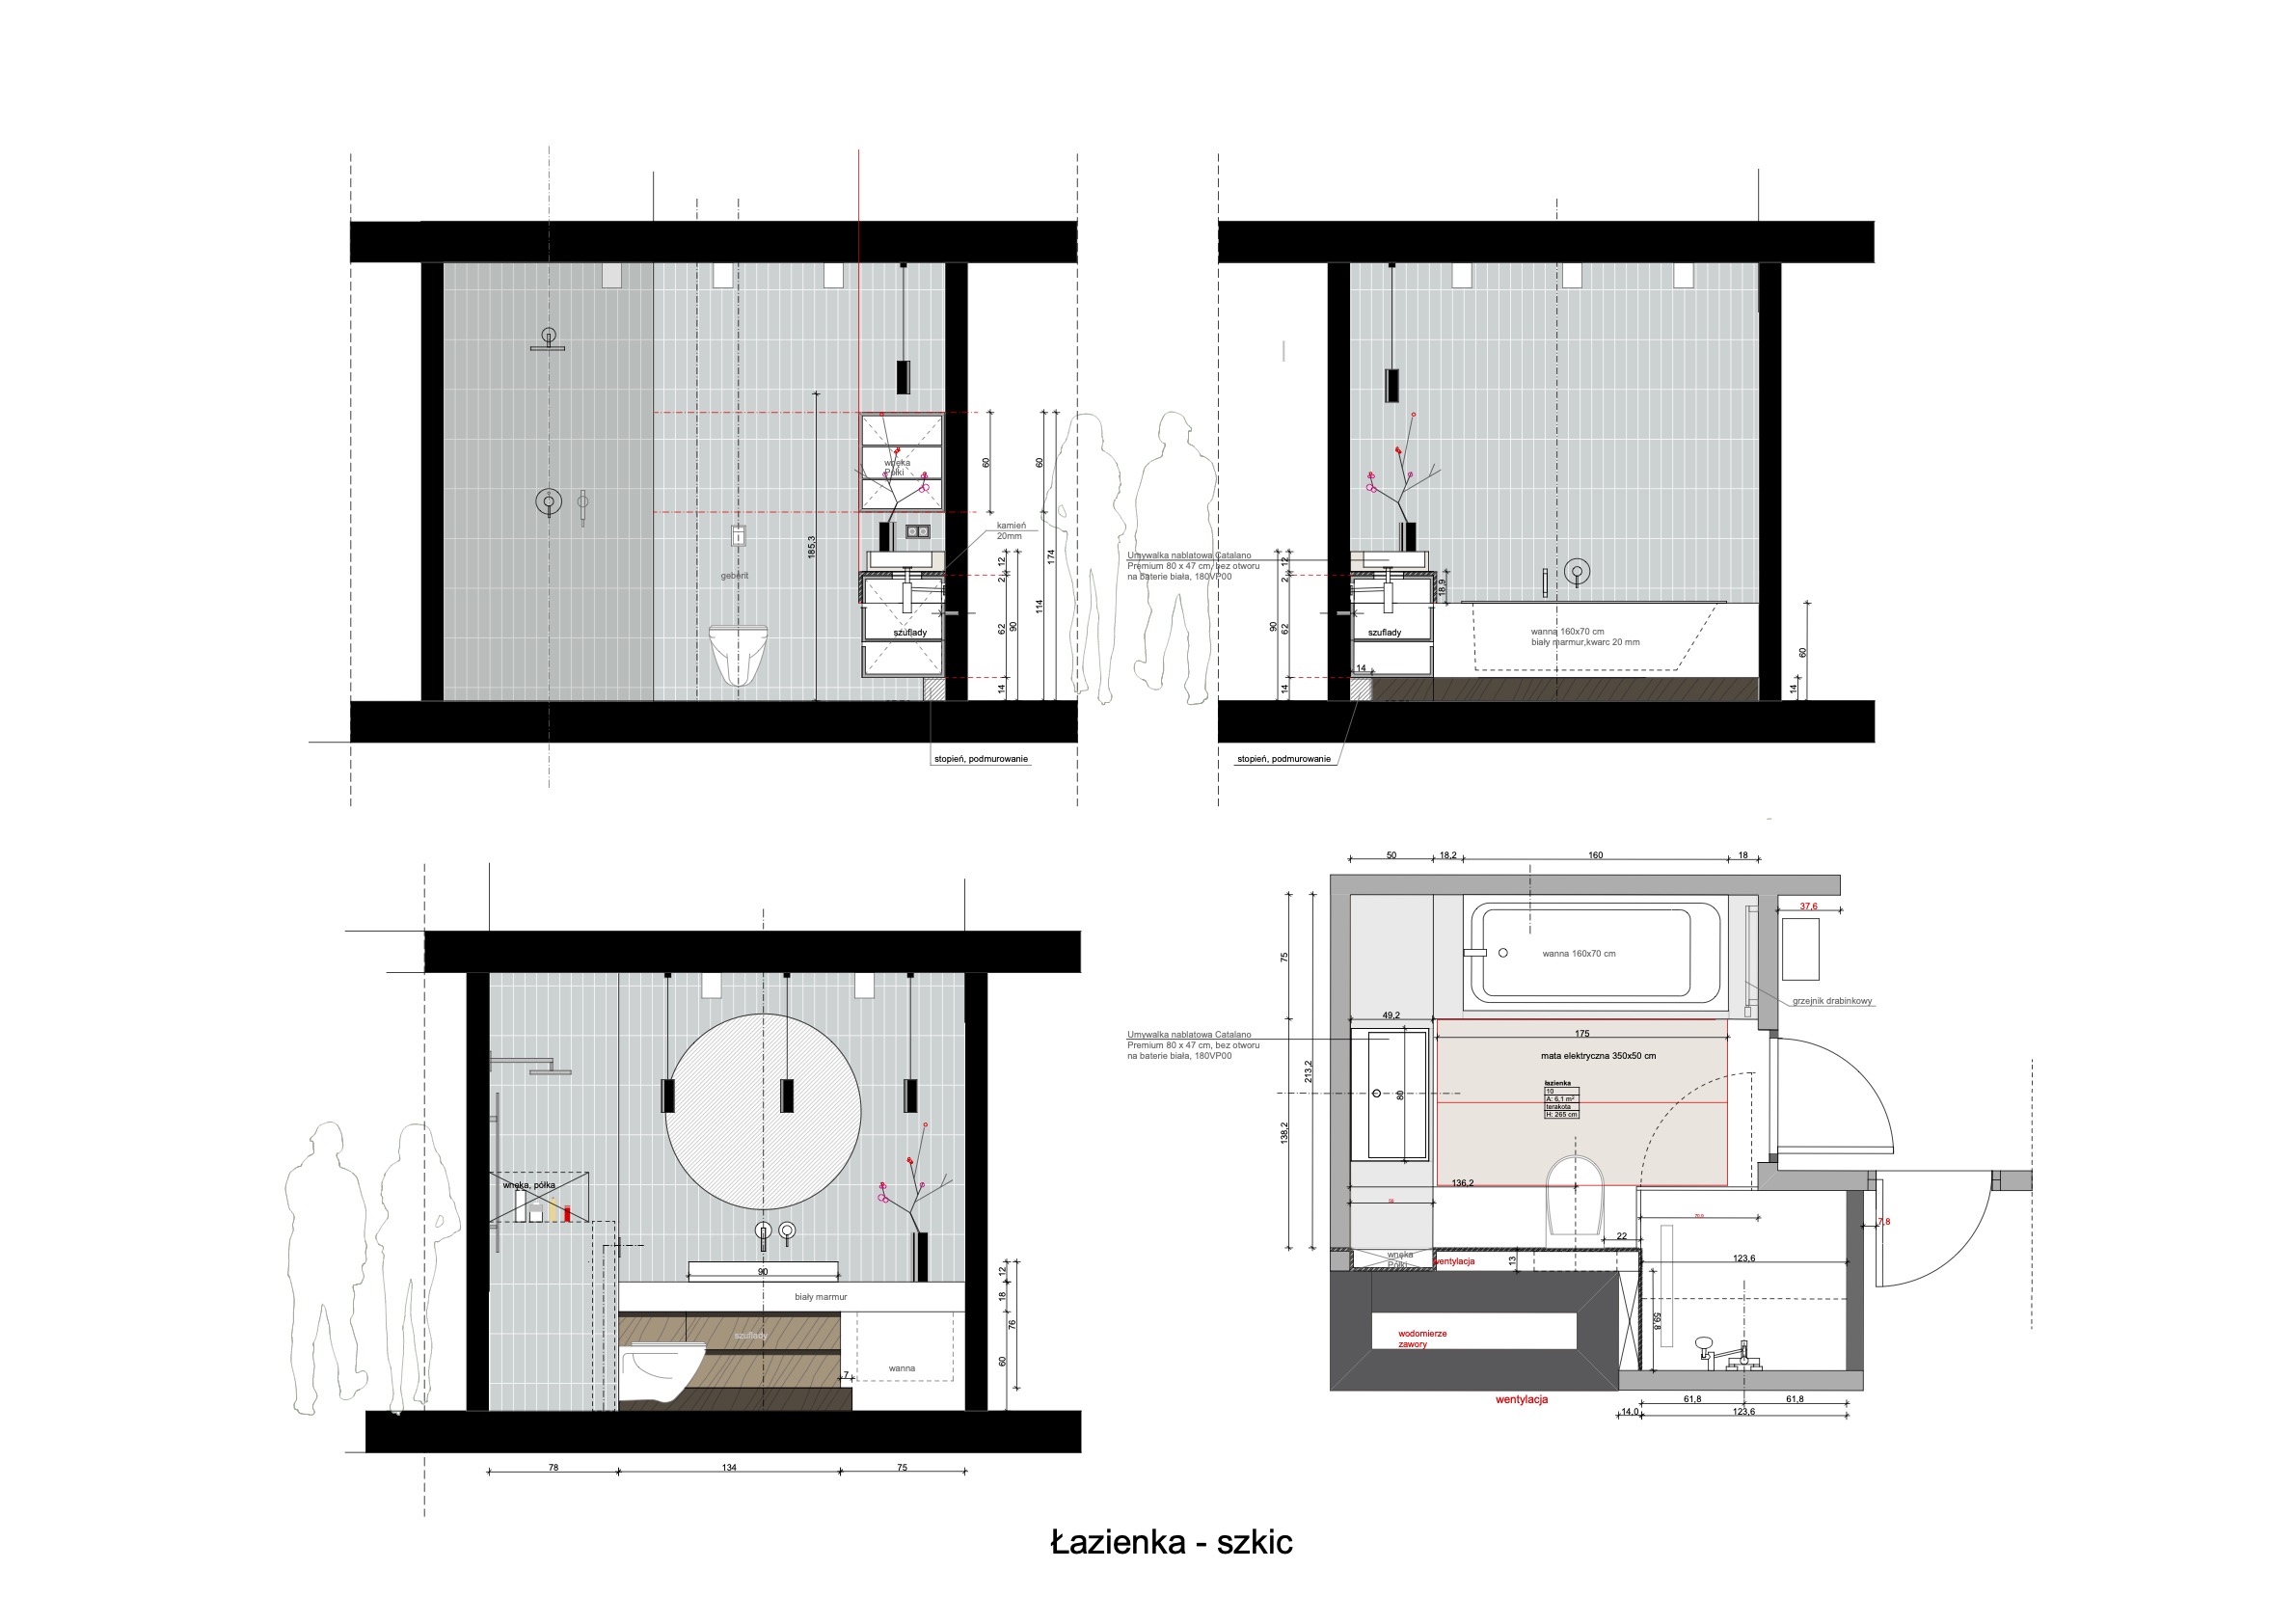 185,3
geberit
wnęka
Półki
60
60
174
114
kamień
20mm
12
2
62
90
14
szuflady
stopień, podmurowanie
Umywalka nablatowa Catalano
Premium 80 x 47 cm, bez otworu
na baterie biała, 180VP00
12
2
90
62
14
18,9
szuflady
14
wanna 160x70 cm
biały marmur,kwarc 20 mm
60
14
stopień, podmurowanie
wnęka, półka
90
biały marmur
szuflady
wanna
7
12
18
76
60
78
134
75
50
18,2
160
18
37,6
75
213,2
138,2
wanna 160x70 cm
grzejnik drabinkowy
49,2
175
Umywalka nablatowa Catalano
Premium 80 x 47 cm, bez otworu
na baterie biała, 180VP00
mata elektryczna 350x50 cm
80
łazienka
10
A: 6,1 m²
terakota
H: 265 cm
136,2
22
7,8
wnęka
Półki
wentylacja
13
123,6
59,8
wodomierze
zawory
wentylacja
61,8
61,8
14,0
123,6
Łazienka - szkic